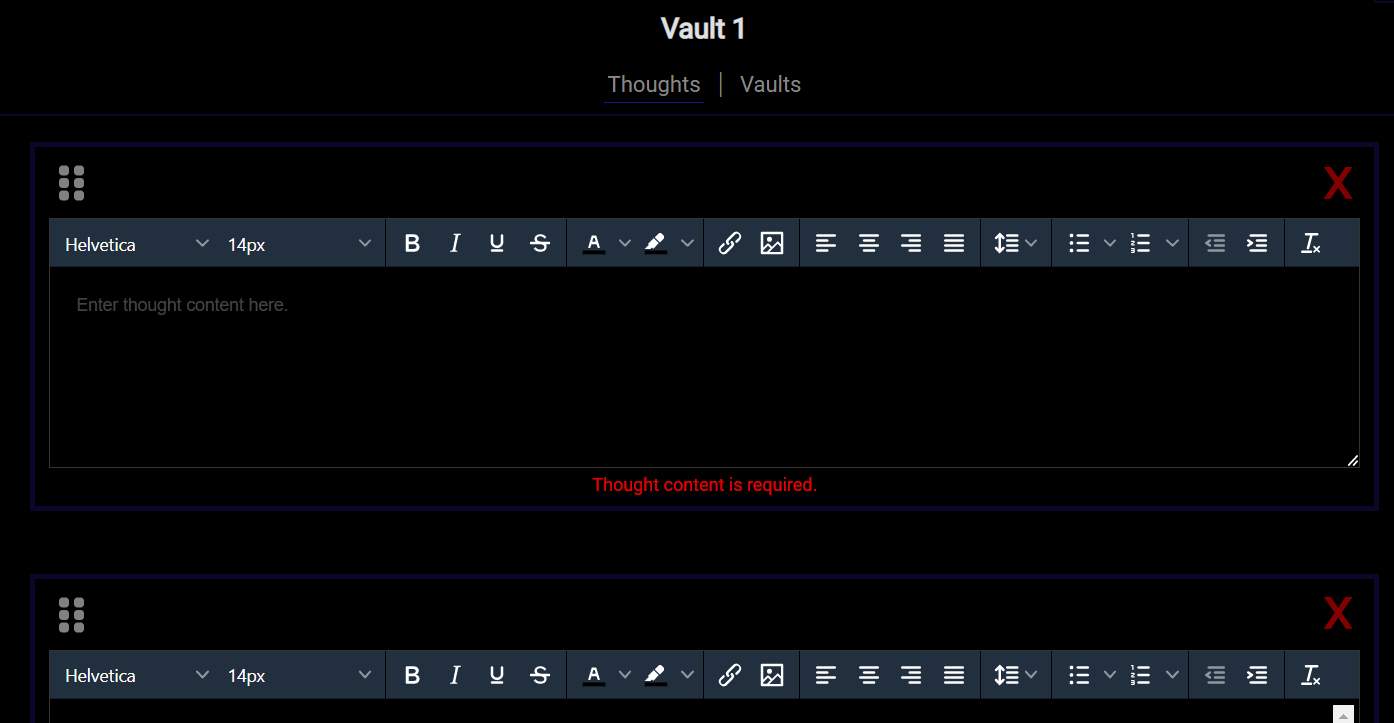 Vault 1
Thoughts | Vaults
X
Helvetica 14px B I U S A
Enter thought content here.
Thought content is required.
X
Helvetica 14px B I U S A